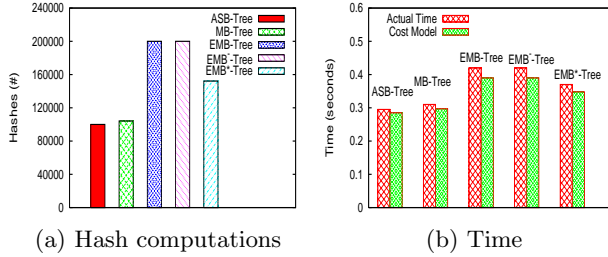 240000
200000
160000
120000
80000
40000
0
Hashes (#)
ASB-Tree
MB-Tree
EMB-Tree
EMB⁻-Tree
EMB*-Tree
(a) Hash computations
0.6
0.5
0.4
0.3
0.2
0.1
0
Time (seconds)
Actual Time
Cost Model
ASB-Tree
MB-Tree
EMB-Tree
EMB⁻-Tree
EMB*-Tree
(b) Time